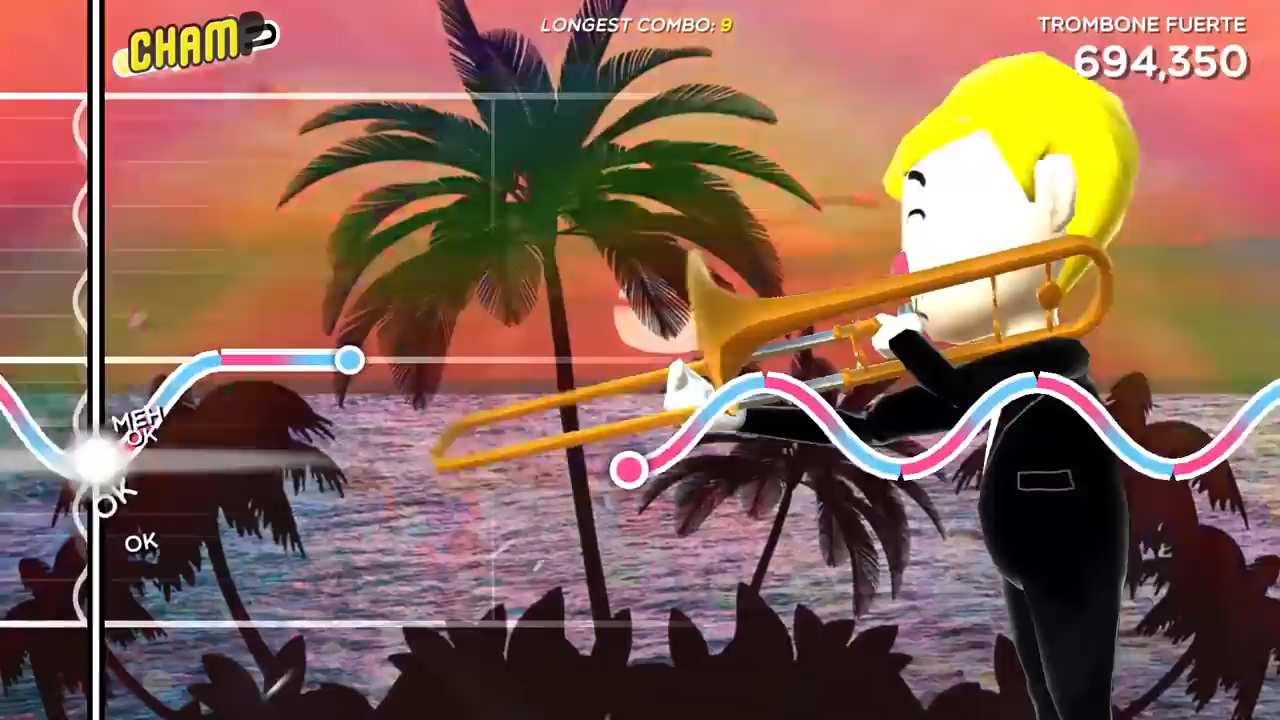 CHAMP
LONGEST COMBO: 9
TROMBONE FUERTE
694,350
MEH
OK
OK
OK